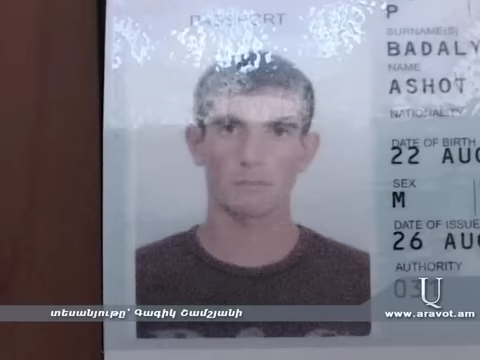 PASSPORT
P
SURNAME(S)
BADALY
NAME
ASHOT
NATIONALITY
DATE OF BIRTH
22 AUG
SEX
M
DATE OF ISSUE
26 AUG
AUTHORITY
03
Ա
www.aravot.am
տեսանյութը՝ Գագիկ Շամշյանի